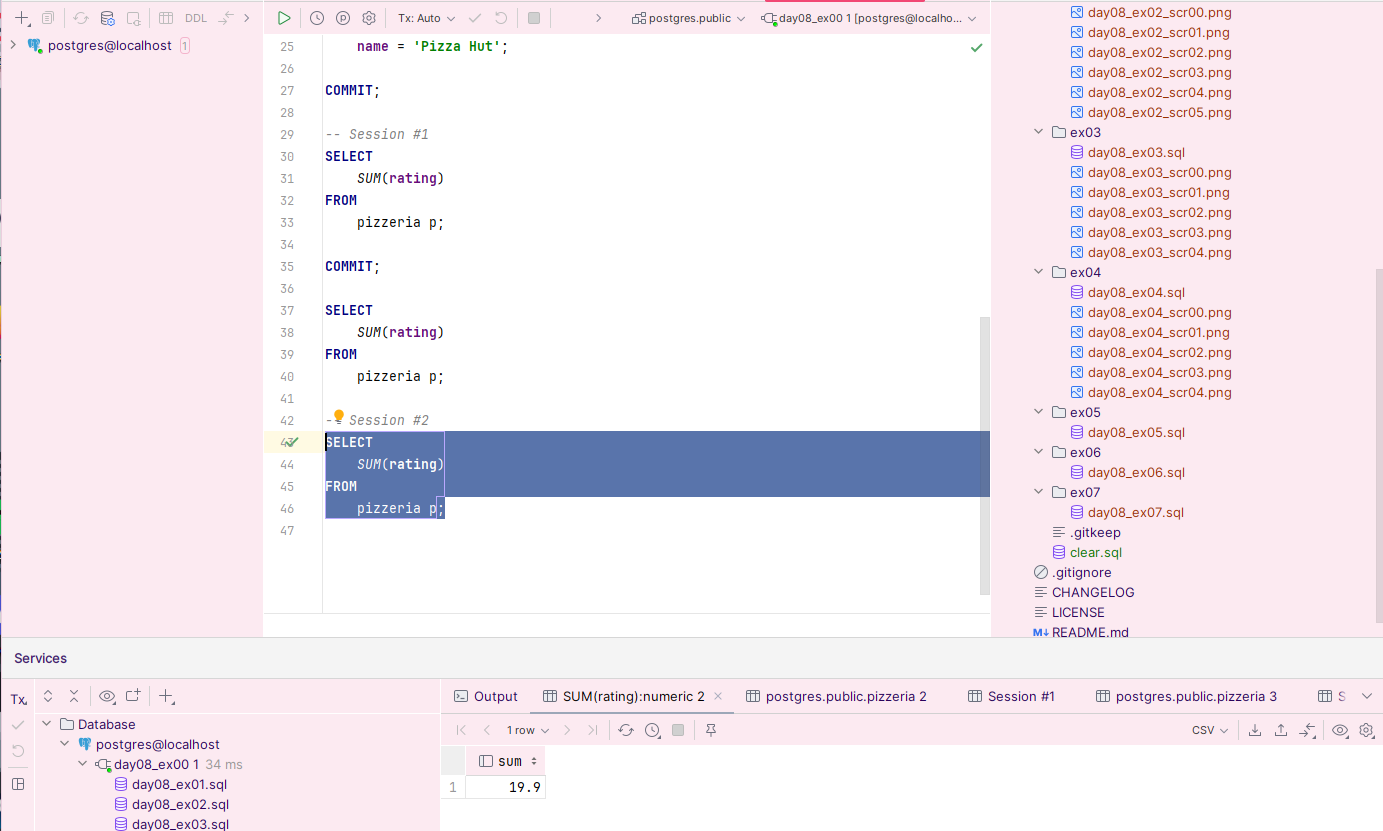 DDL
Tx: Auto
postgres.public
day08_ex00 1 [postgres@localho...
postgres@localhost 1
25 name = 'Pizza Hut';
26
27 COMMIT;
28
29 -- Session #1
30 SELECT
31 SUM(rating)
32 FROM
33 pizzeria p;
34
35 COMMIT;
36
37 SELECT
38 SUM(rating)
39 FROM
40 pizzeria p;
41
42 -- Session #2
43 SELECT
44 SUM(rating)
45 FROM
46 pizzeria p;
47
day08_ex02_scr00.png
day08_ex02_scr01.png
day08_ex02_scr02.png
day08_ex02_scr03.png
day08_ex02_scr04.png
day08_ex02_scr05.png
ex03
day08_ex03.sql
day08_ex03_scr00.png
day08_ex03_scr01.png
day08_ex03_scr02.png
day08_ex03_scr03.png
day08_ex03_scr04.png
ex04
day08_ex04.sql
day08_ex04_scr00.png
day08_ex04_scr01.png
day08_ex04_scr02.png
day08_ex04_scr03.png
day08_ex04_scr04.png
ex05
day08_ex05.sql
ex06
day08_ex06.sql
ex07
day08_ex07.sql
.gitkeep
clear.sql
.gitignore
CHANGELOG
LICENSE
M↓ README.md
Services
Tx
Database
postgres@localhost
day08_ex00 1 34 ms
day08_ex01.sql
day08_ex02.sql
day08_ex03.sql
Output
SUM(rating):numeric 2
postgres.public.pizzeria 2
Session #1
postgres.public.pizzeria 3
S
1 row
CSV
sum
1 19.9